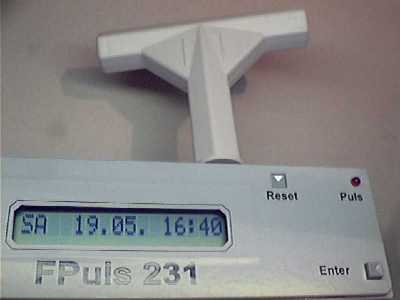 Reset Puls
SA 19.05. 16:40
FPuls 231
Enter